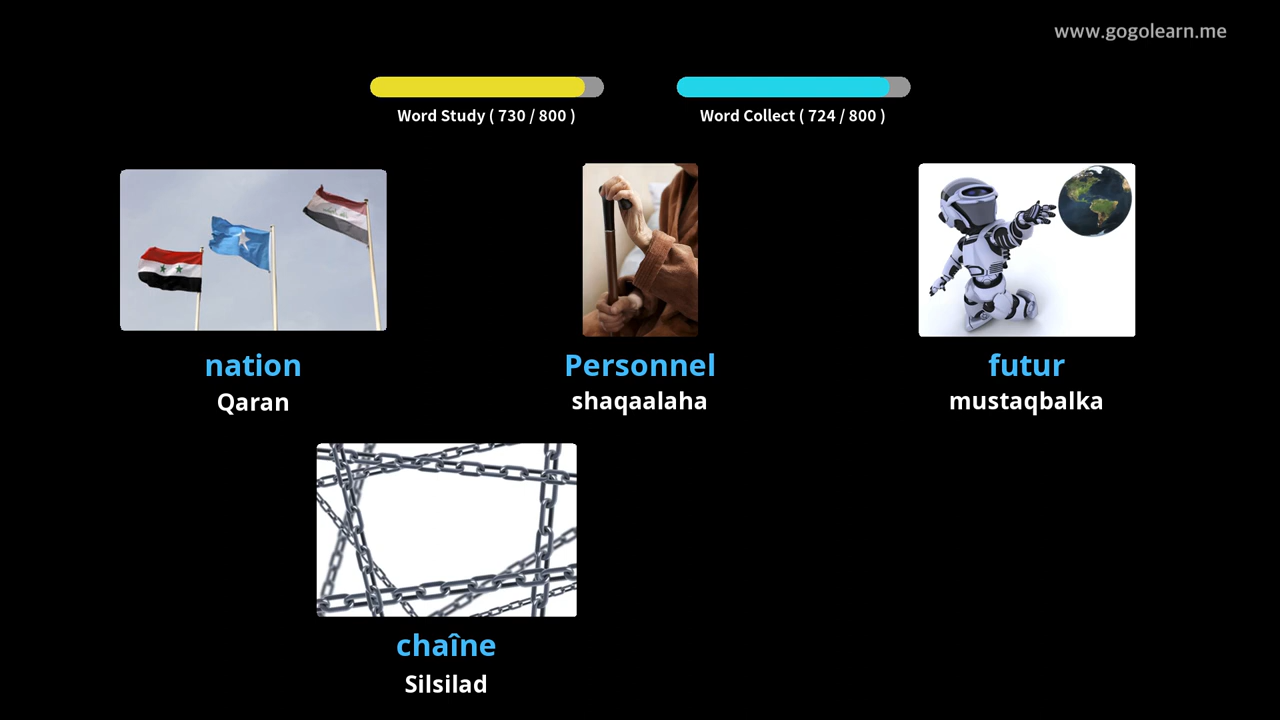 www.gogolearn.me
Word Study ( 730 / 800 )
Word Collect ( 724 / 800 )
nation
Qaran
Personnel
shaqaalaha
futur
mustaqbalka
chaîne
Silsilad